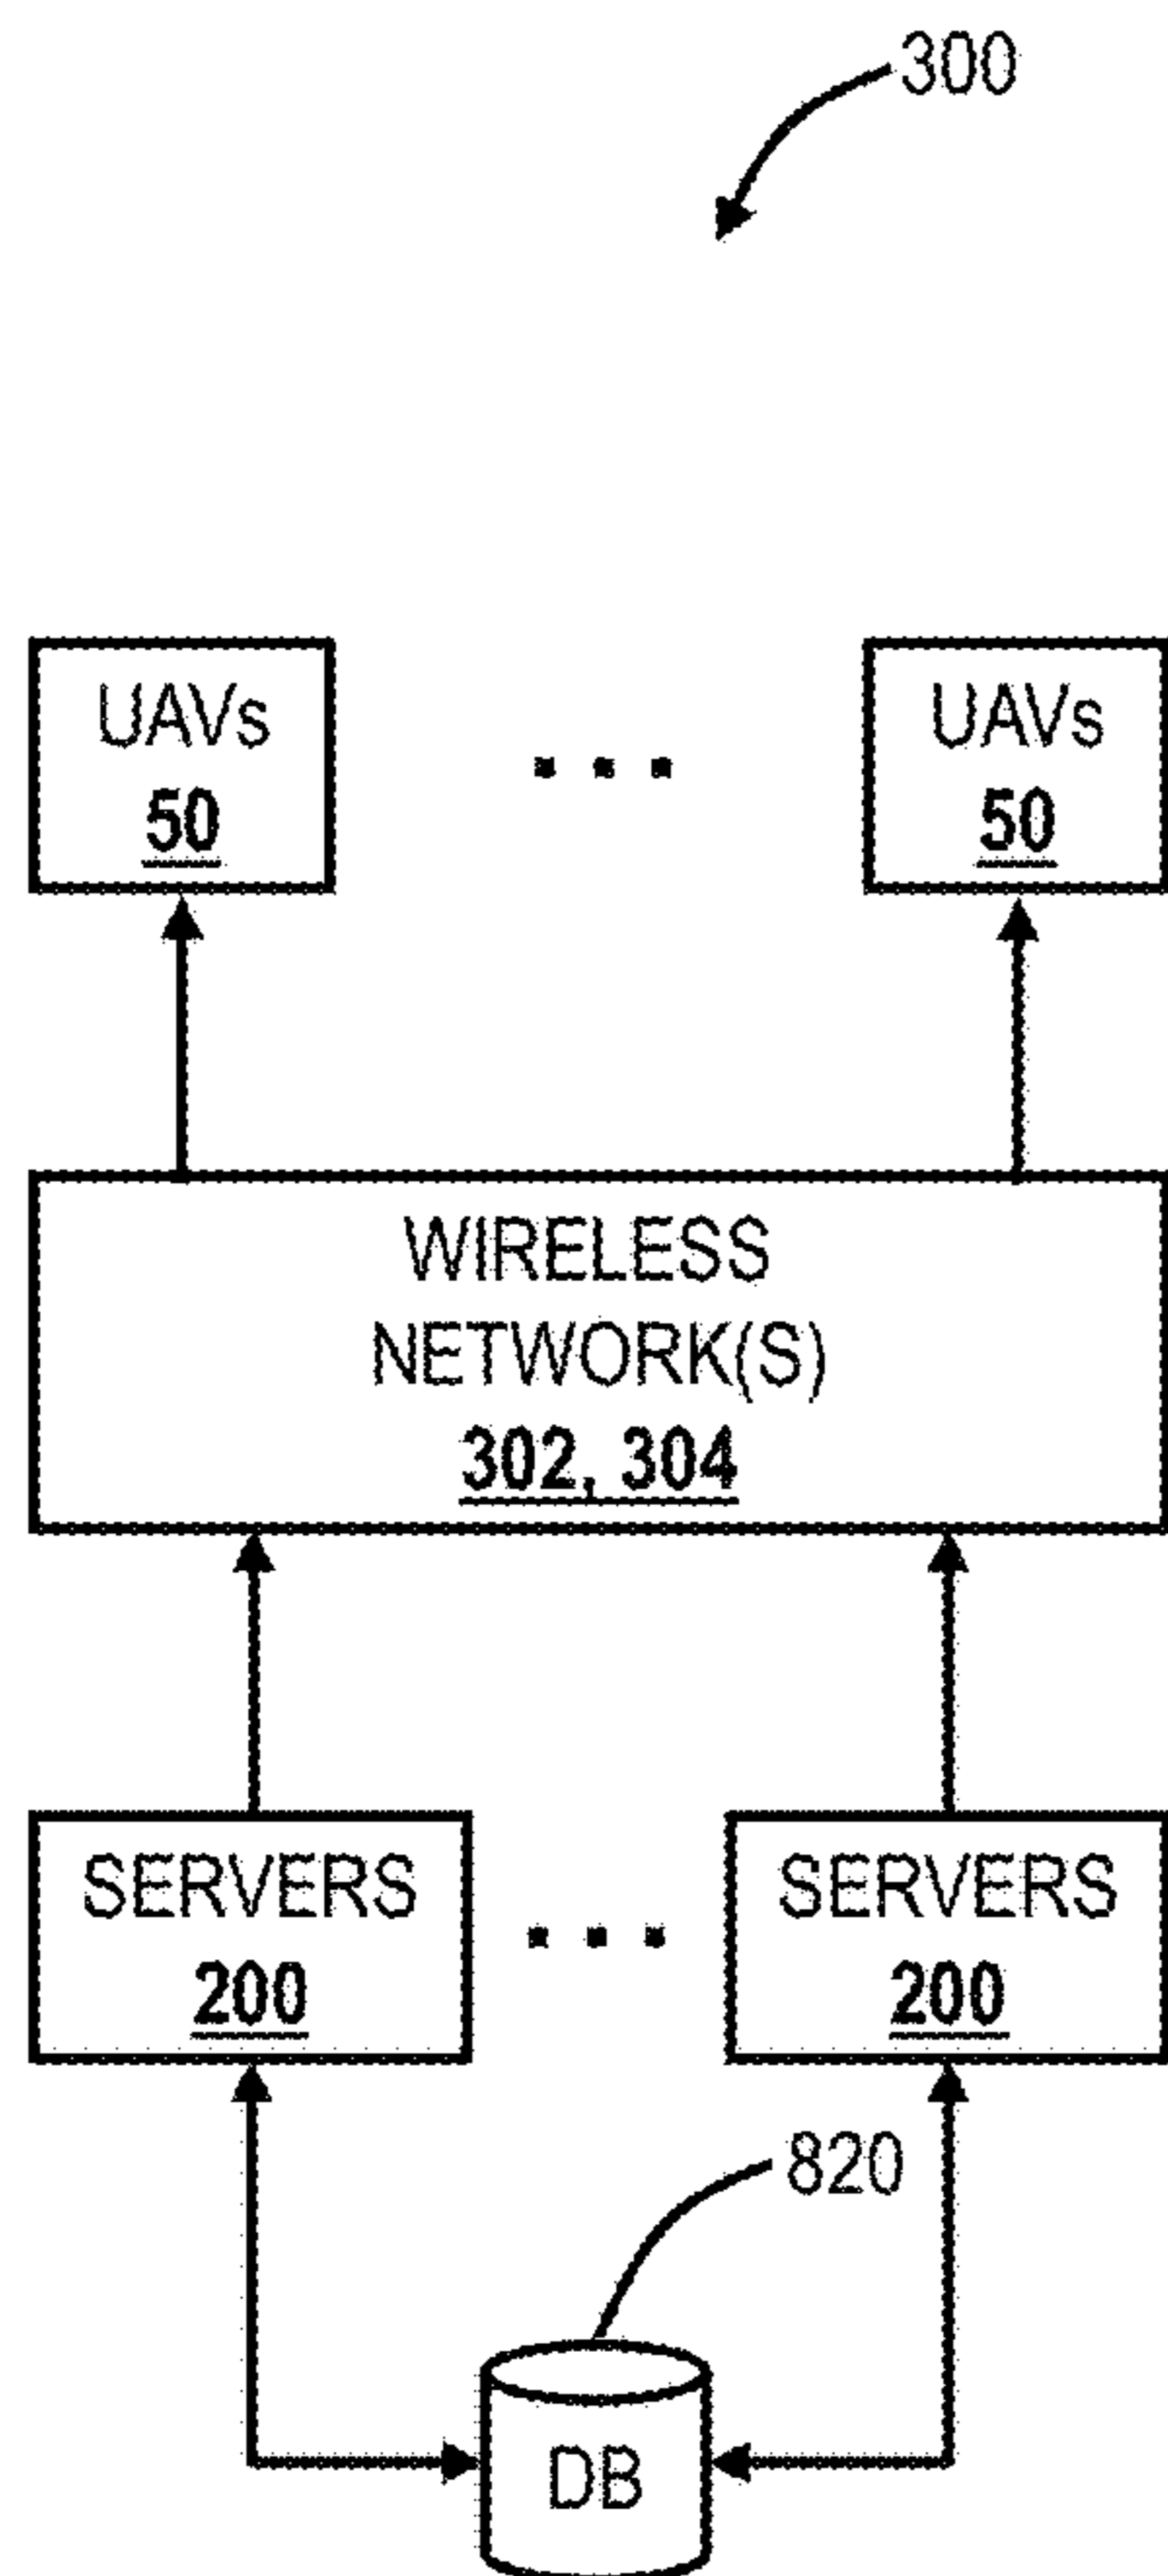 300
UAVs
50
UAVs
50
WIRELESS
NETWORK(S)
302, 304
SERVERS
200
SERVERS
200
820
DB